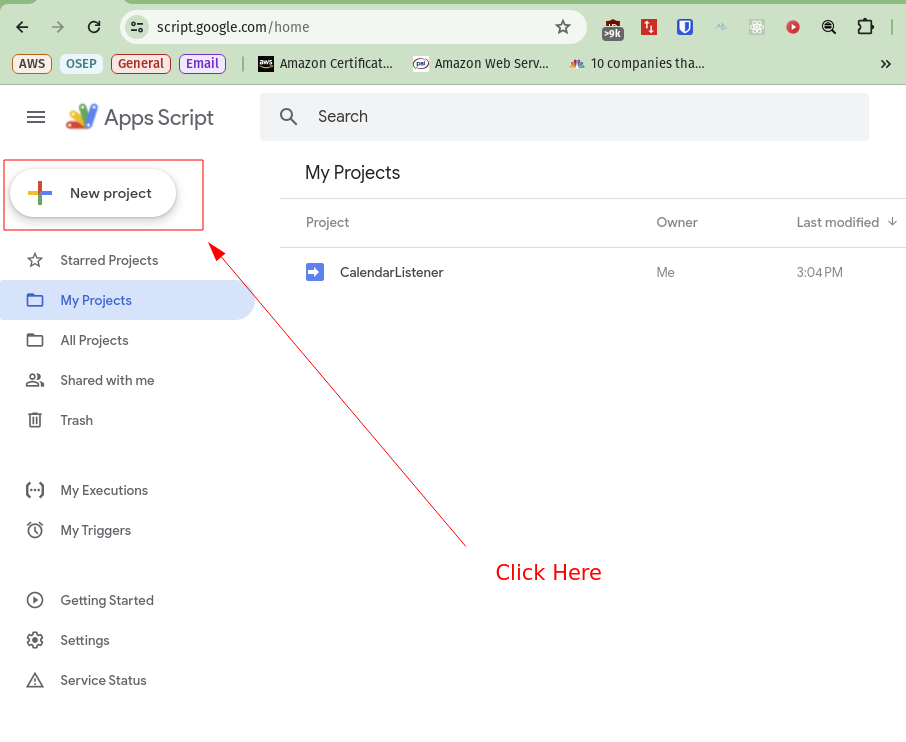 script.google.com/home
>9k
AWS
OSEP
General
Email
aws
Amazon Certificat...
psi
Amazon Web Serv...
10 companies tha...
Apps Script
Search
New project
My Projects
Project Owner Last modified
CalendarListener Me 3:04 PM
Starred Projects
My Projects
All Projects
Shared with me
Trash
My Executions
My Triggers
Click Here
Getting Started
Settings
Service Status